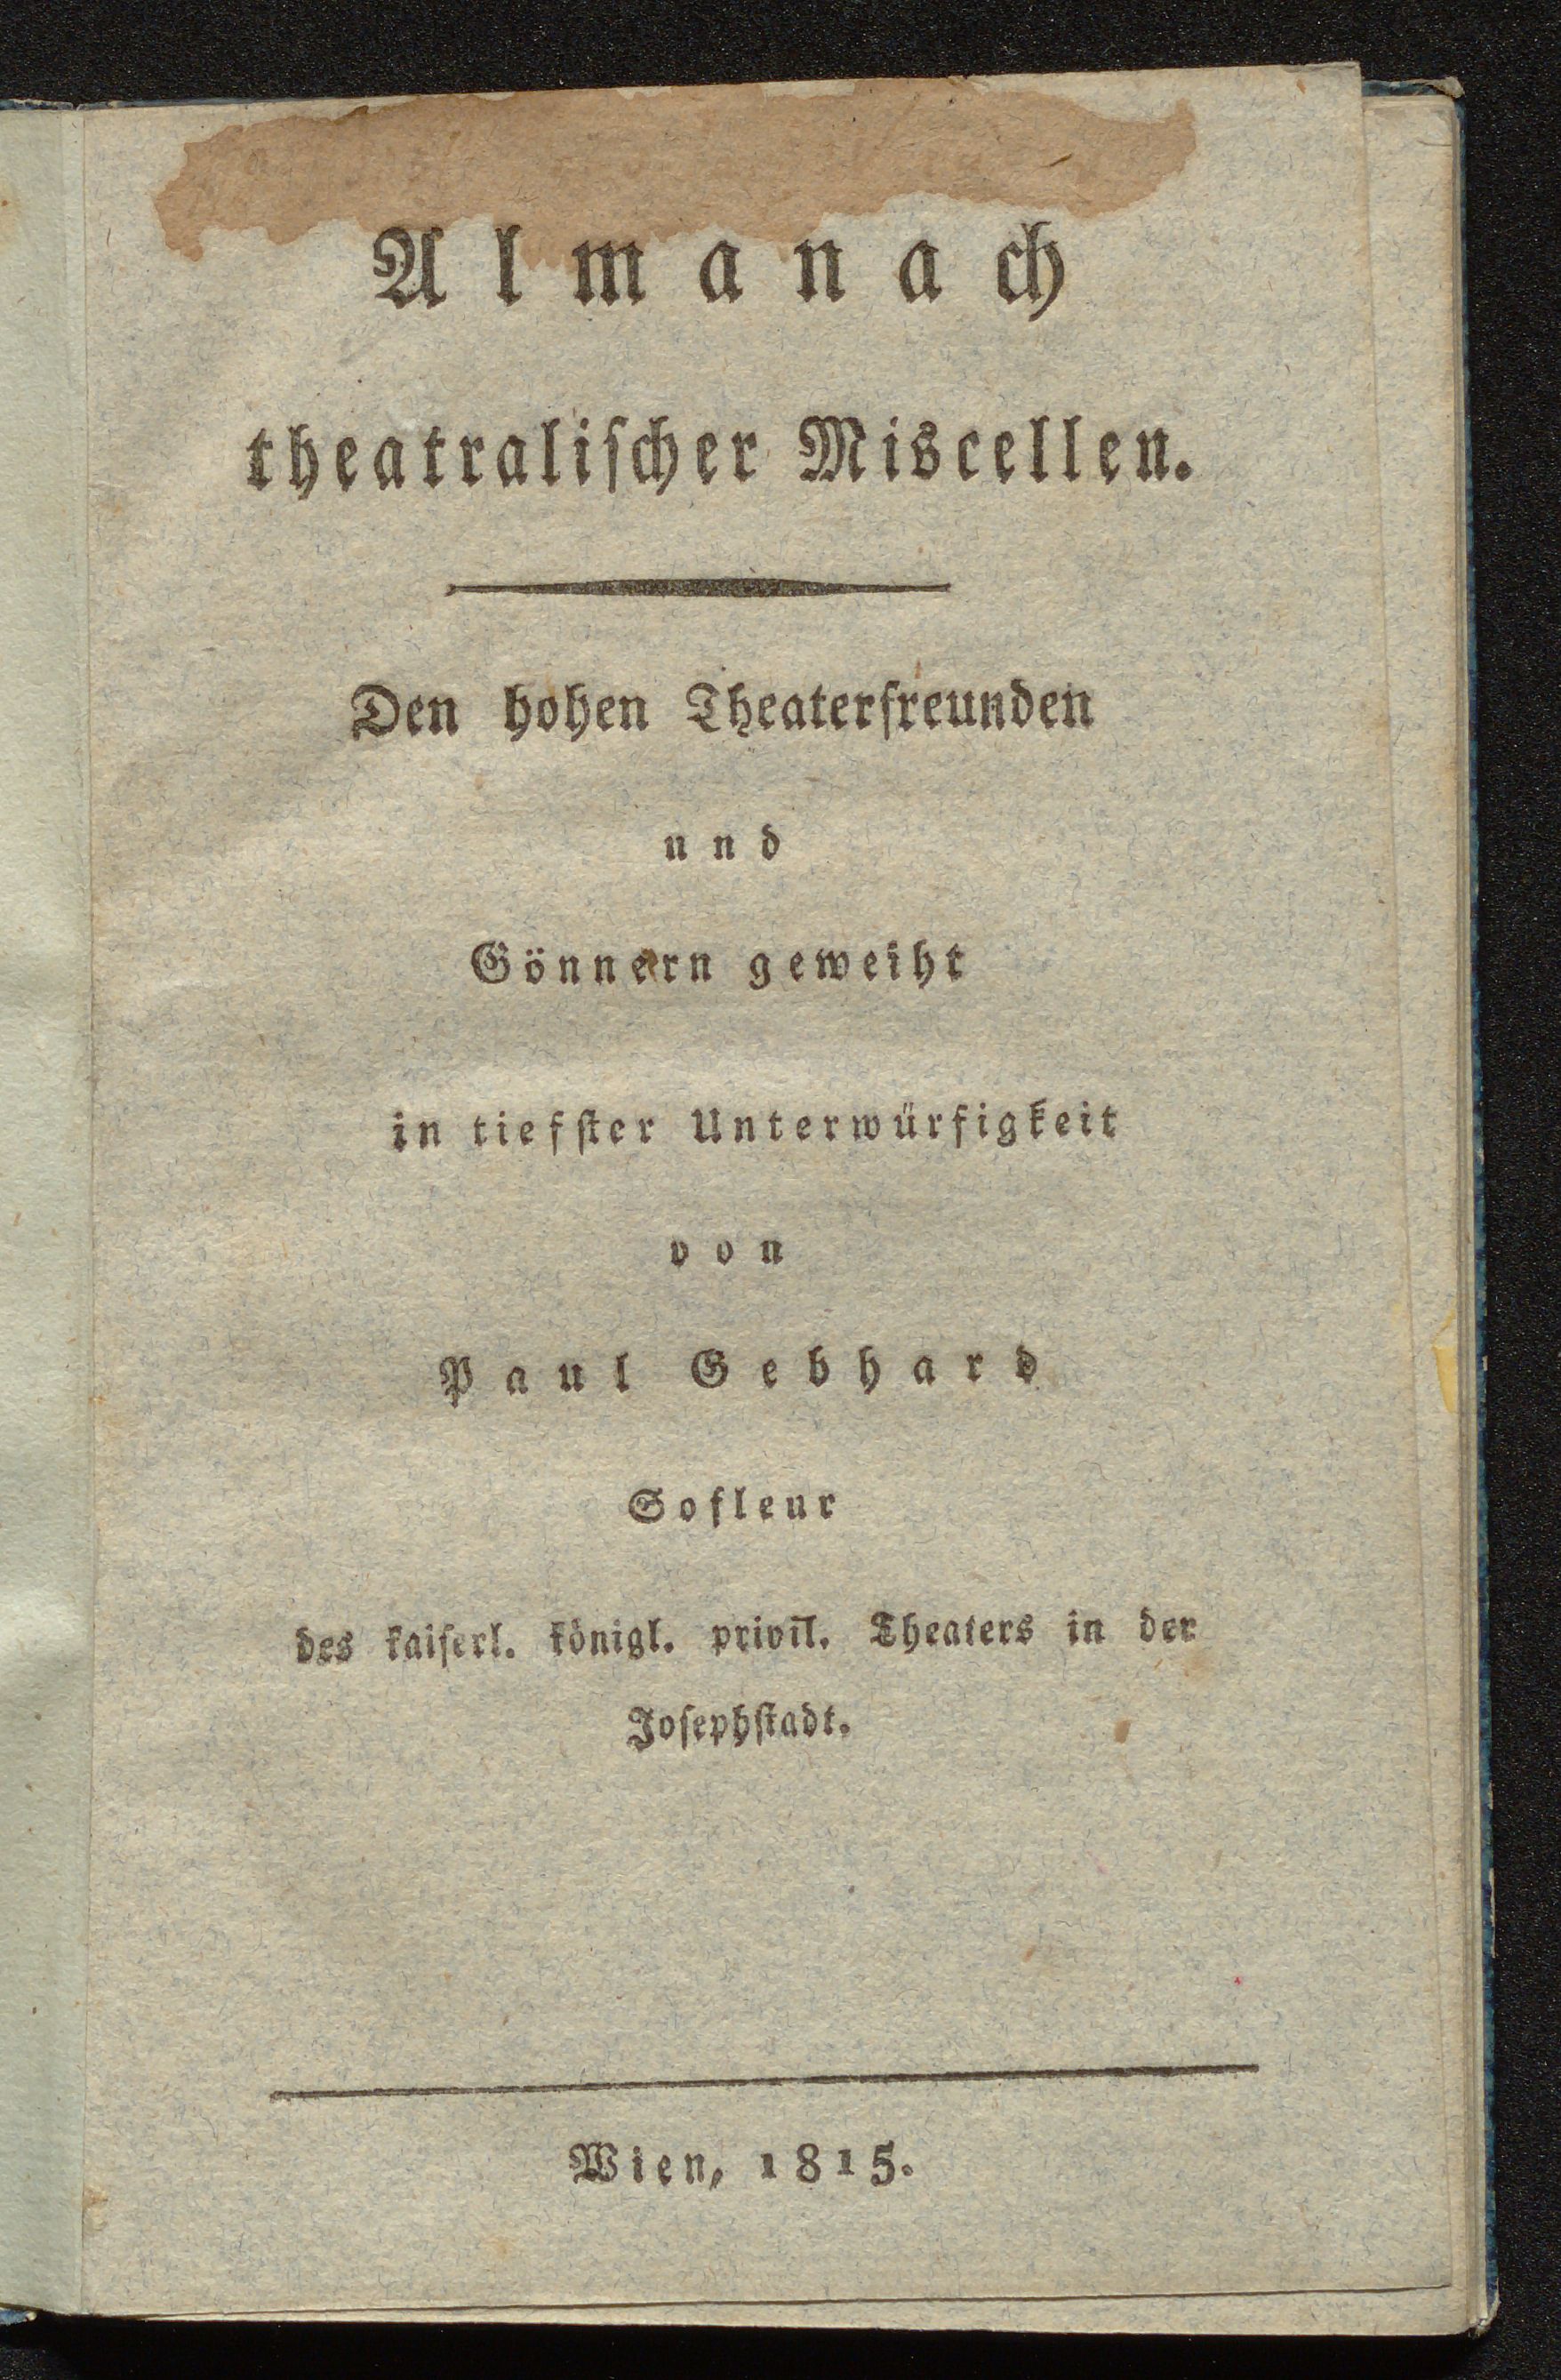 Almanach
theatralischer Miscellen.
Den hohen Theaterfreunden
und
Gönnern geweiht
in tiefster Unterwürfigkeit
von
Paul Gebhard
Sofleur
des kaiserl. königl. privil. Theaters in der
Josephstadt.
Wien, 1815.